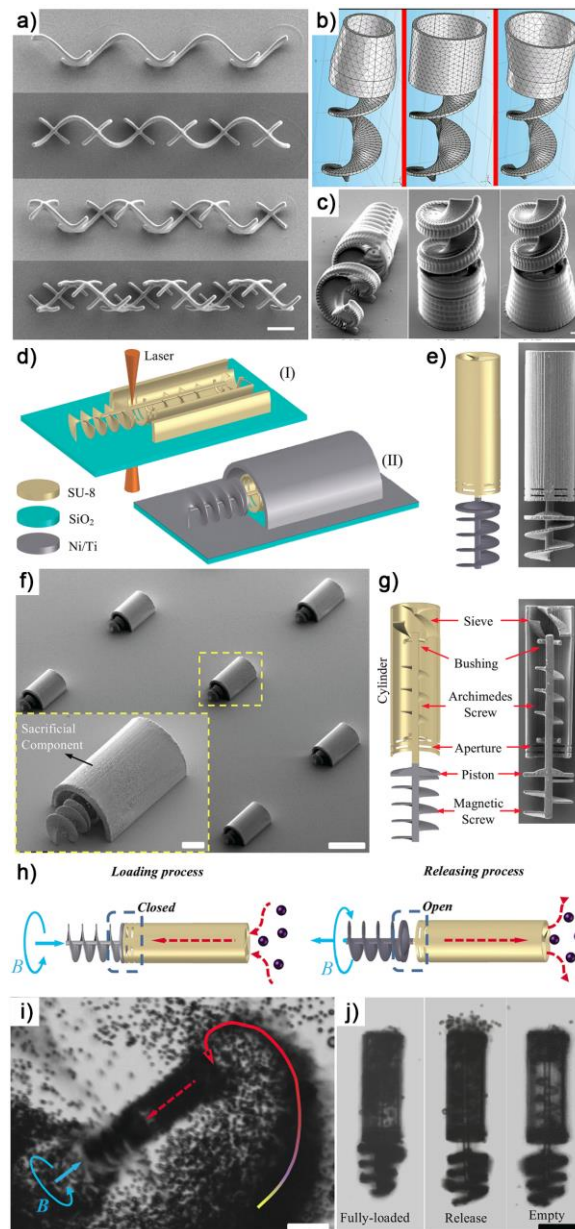 a)
b)
c)
d)
Laser
(I)
(II)
SU-8
SiO₂
Ni/Ti
e)
f)
Sacrificial
Component
g)
Cylinder
Sieve
Bushing
Archimedes
Screw
Aperture
Piston
Magnetic
Screw
h)
Loading process
Closed
B
Releasing process
Open
B
i)
B
j)
Fully-loaded
Release
Empty